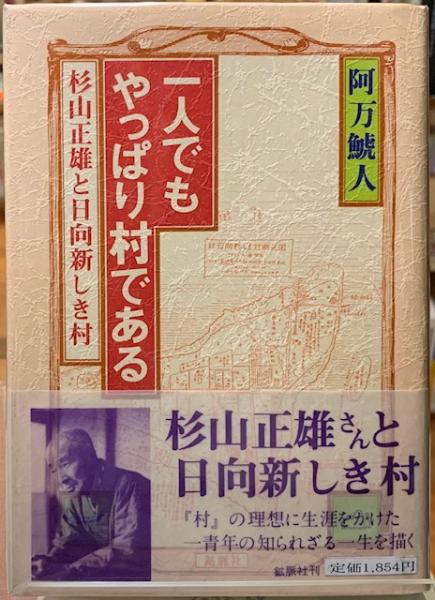 阿万鯱人
一人でも
やっぱり村である
杉山正雄と日向新しき村
杉山正雄さんと
日向新しき村
『村』の理想に生涯をかけた
一青年の知られざる一生を描く
鉱脈社刊
定価1,854円